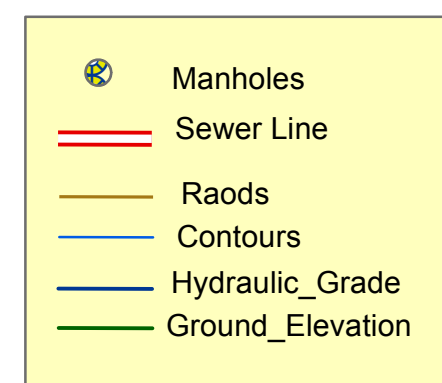 Manholes
Sewer Line
Raods
Contours
Hydraulic_Grade
Ground_Elevation